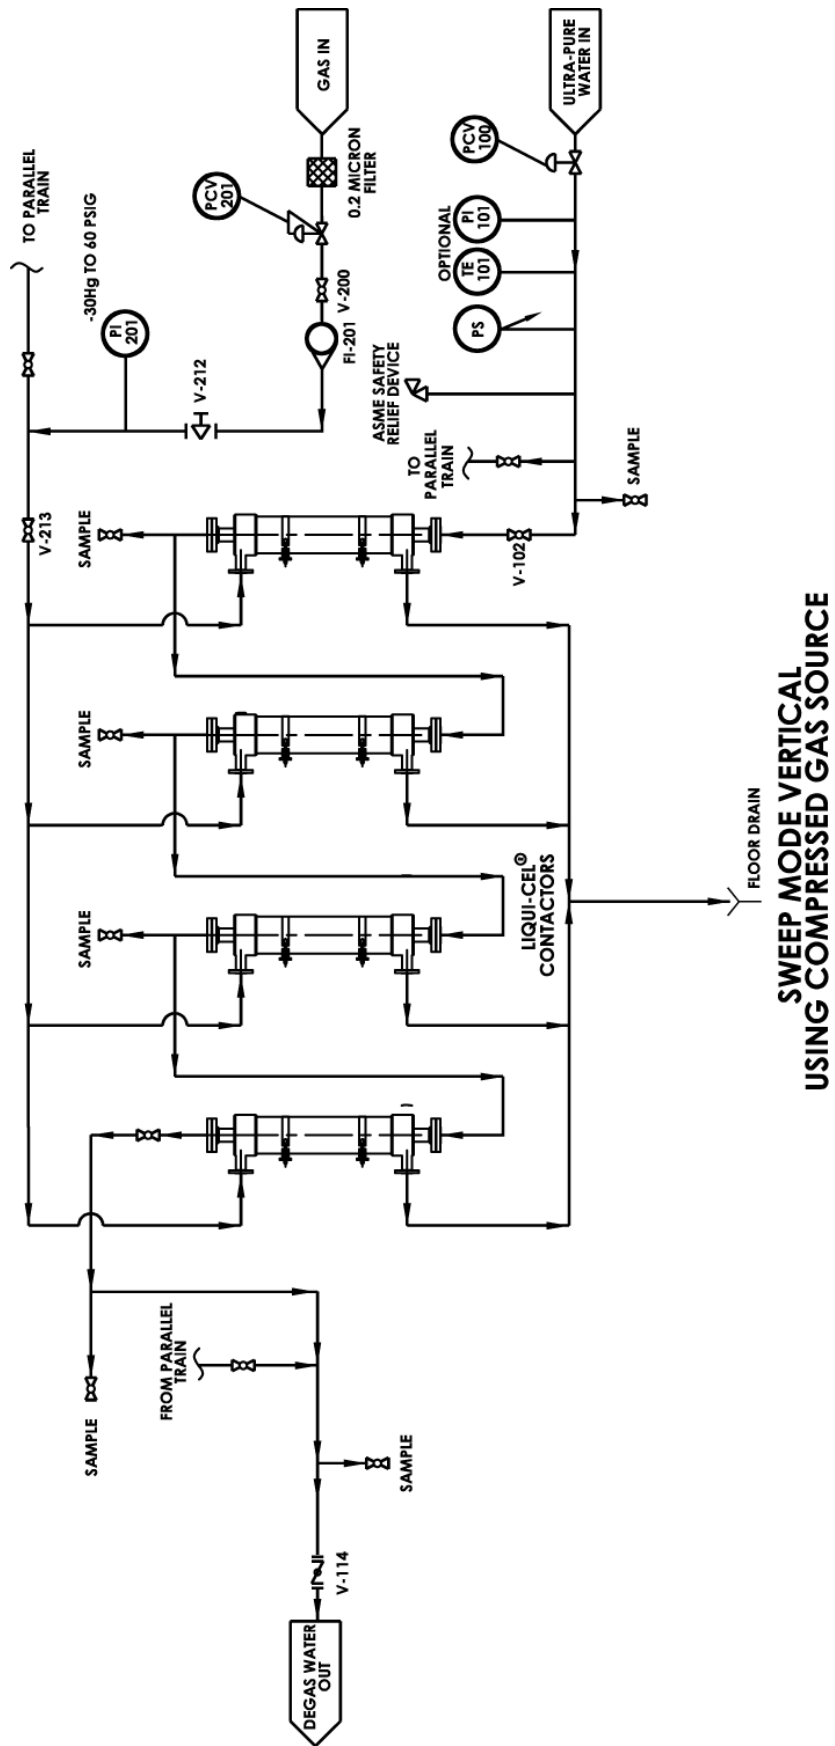 GAS IN
ULTRA-PURE
WATER IN
TO PARALLEL
TRAIN
0.2 MICRON
FILTER
PCV
201
PCV
100
-30Hg TO 60 PSIG
PI
201
V-200
FI-201
V-212
OPTIONAL
PI
101
TE
101
PS
ASME SAFETY
RELIEF DEVICE
TO
PARALLEL
TRAIN
SAMPLE
V-213
SAMPLE
V-102
SAMPLE
SAMPLE
LIQUI-CEL®
CONTACTORS
FLOOR DRAIN
SAMPLE
FROM PARALLEL
TRAIN
SAMPLE
V-114
DEGAS WATER
OUT
SWEEP MODE VERTICAL
USING COMPRESSED GAS SOURCE